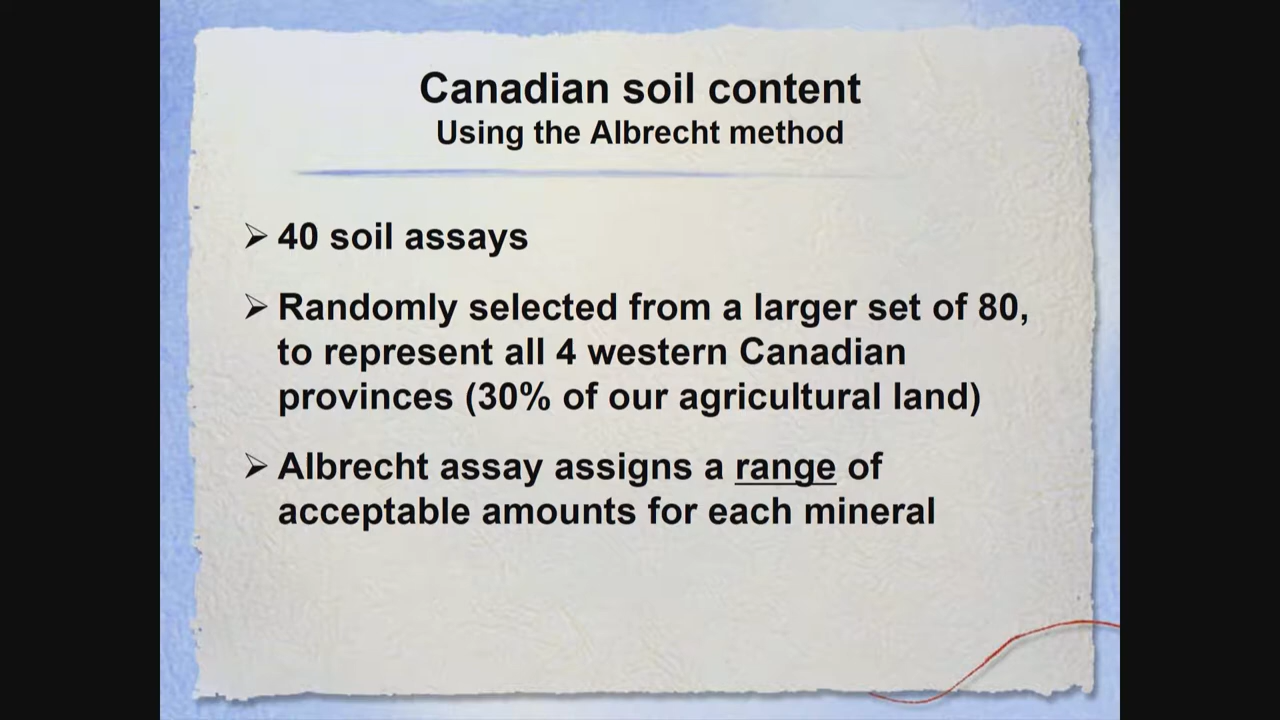 Canadian soil content
Using the Albrecht method
➢ 40 soil assays
➢ Randomly selected from a larger set of 80,
to represent all 4 western Canadian
provinces (30% of our agricultural land)
➢ Albrecht assay assigns a range of
acceptable amounts for each mineral